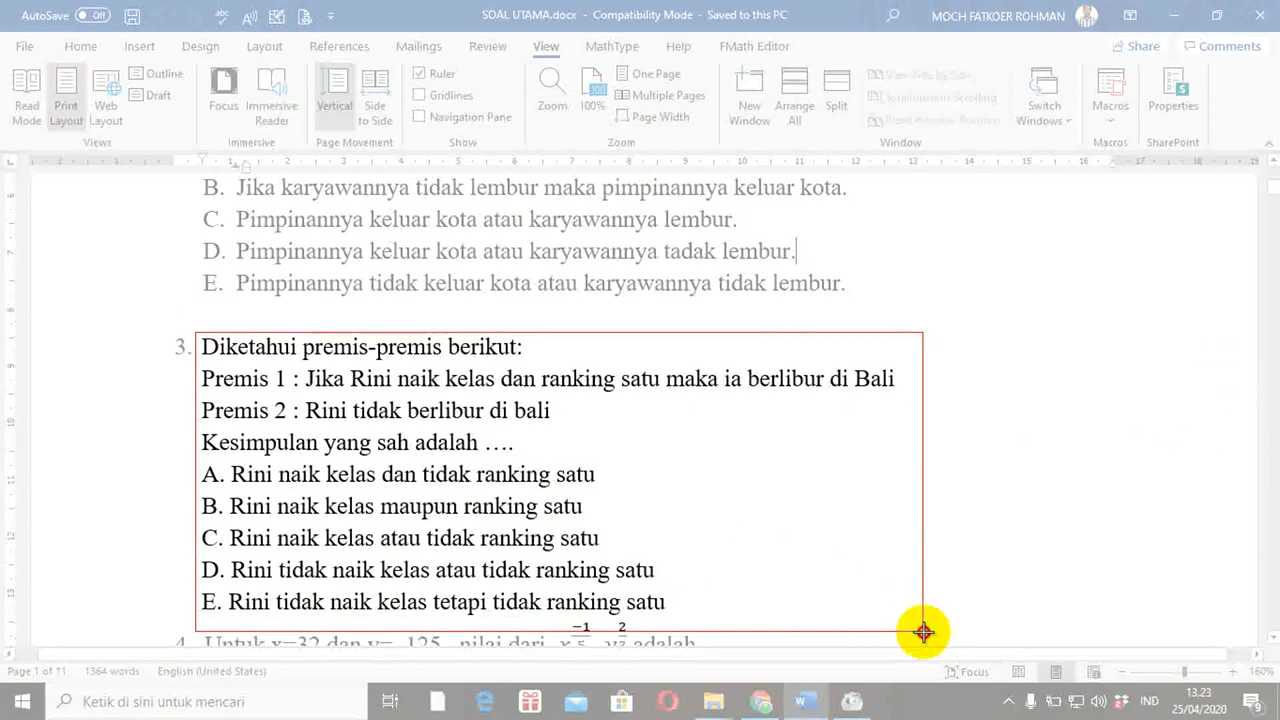 AutoSave Off
SOAL UTAMA.docx - Compatibility Mode - Saved to this PC
MOCH FATKOER ROHMAN
File Home Insert Design Layout References Mailings Review View MathType Help FMath Editor Share Comments
Read Mode
Print Layout
Web Layout
Outline
Draft
Views
Focus
Immersive Reader
Immersive
Vertical
Side to Side
Page Movement
Ruler
Gridlines
Navigation Pane
Show
Zoom
100%
One Page
Multiple Pages
Page Width
Zoom
New Window
Arrange All
Split
View Side by Side
Synchronous Scrolling
Reset Window Position
Switch Windows
Window
Macros
Macros
Properties
SharePoint
B. Jika karyawannya tidak lembur maka pimpinannya keluar kota.
C. Pimpinannya keluar kota atau karyawannya lembur.
D. Pimpinannya keluar kota atau karyawannya tadak lembur.
E. Pimpinannya tidak keluar kota atau karyawannya tidak lembur.
3. Diketahui premis-premis berikut:
Premis 1 : Jika Rini naik kelas dan ranking satu maka ia berlibur di Bali
Premis 2 : Rini tidak berlibur di bali
Kesimpulan yang sah adalah ….
A. Rini naik kelas dan tidak ranking satu
B. Rini naik kelas maupun ranking satu
C. Rini naik kelas atau tidak ranking satu
D. Rini tidak naik kelas atau tidak ranking satu
E. Rini tidak naik kelas tetapi tidak ranking satu
4. Untuk x=32 dan y= 125 nilai dari adalah
Page 1 of 11 1364 words English (United States) Focus 160%
Ketik di sini untuk mencari
IND
13.23
25/04/2020